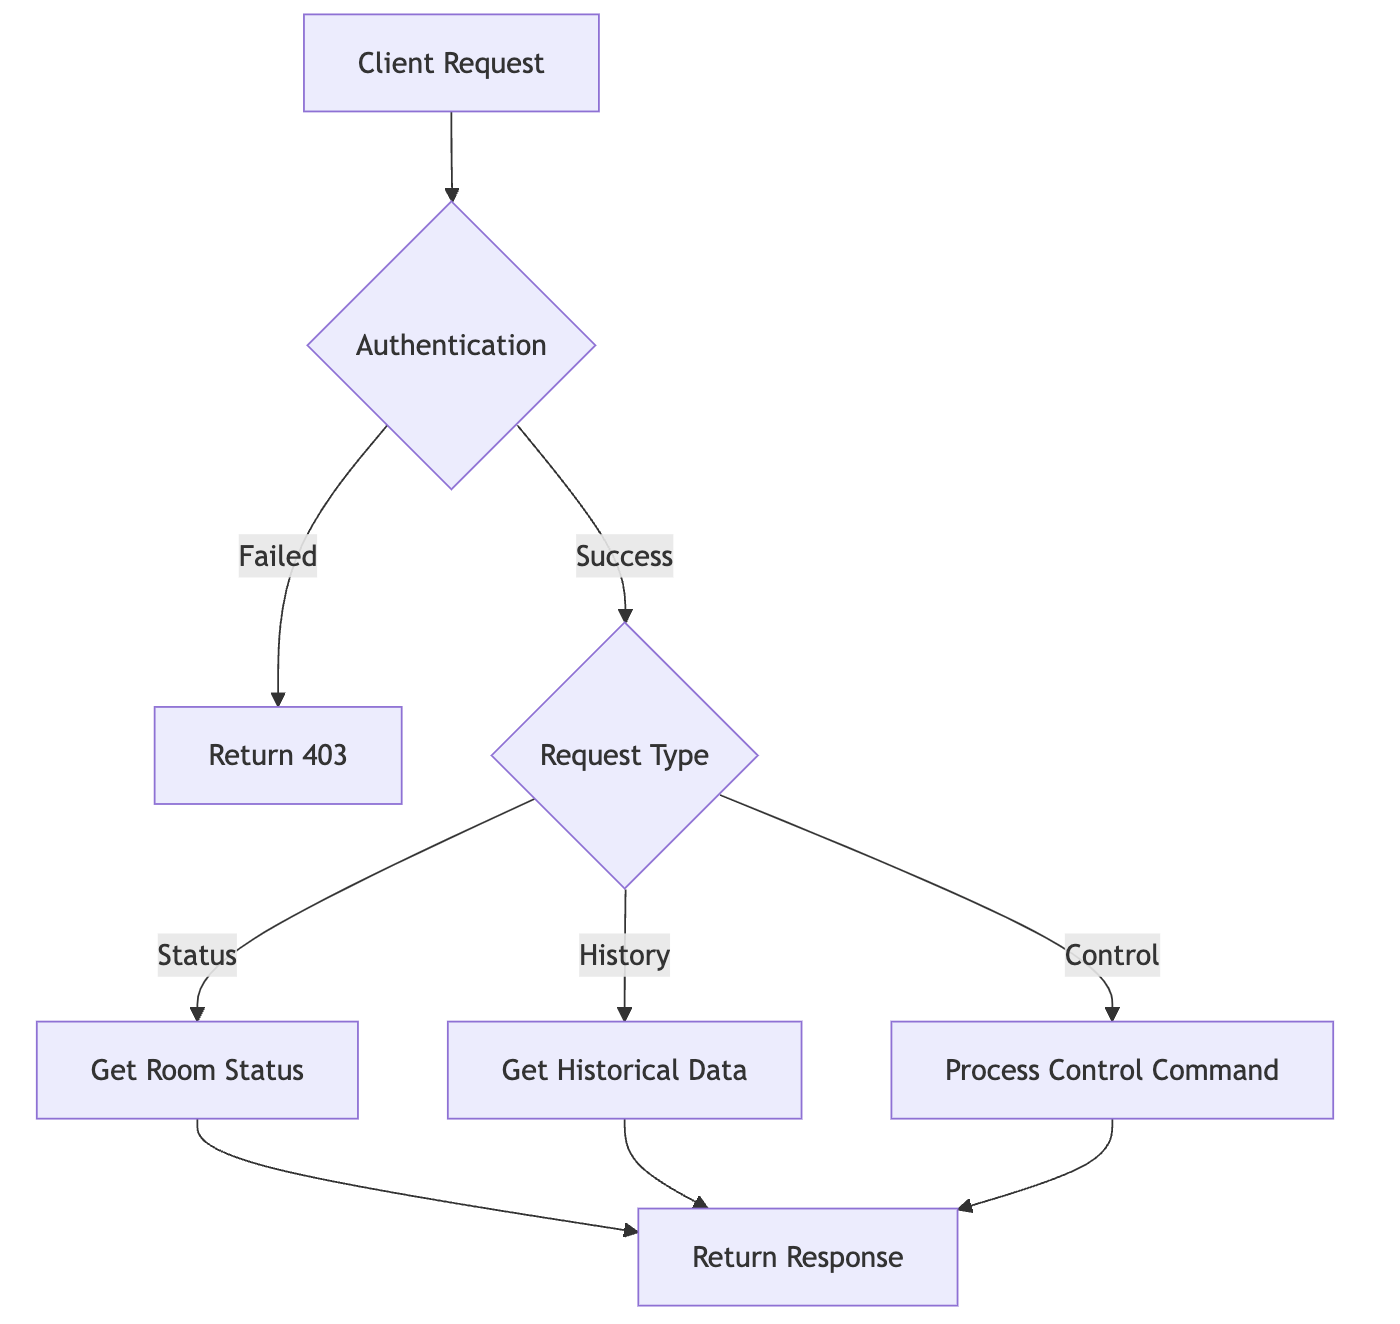 Client Request
Authentication
Failed
Success
Return 403
Request Type
Status
History
Control
Get Room Status
Get Historical Data
Process Control Command
Return Response